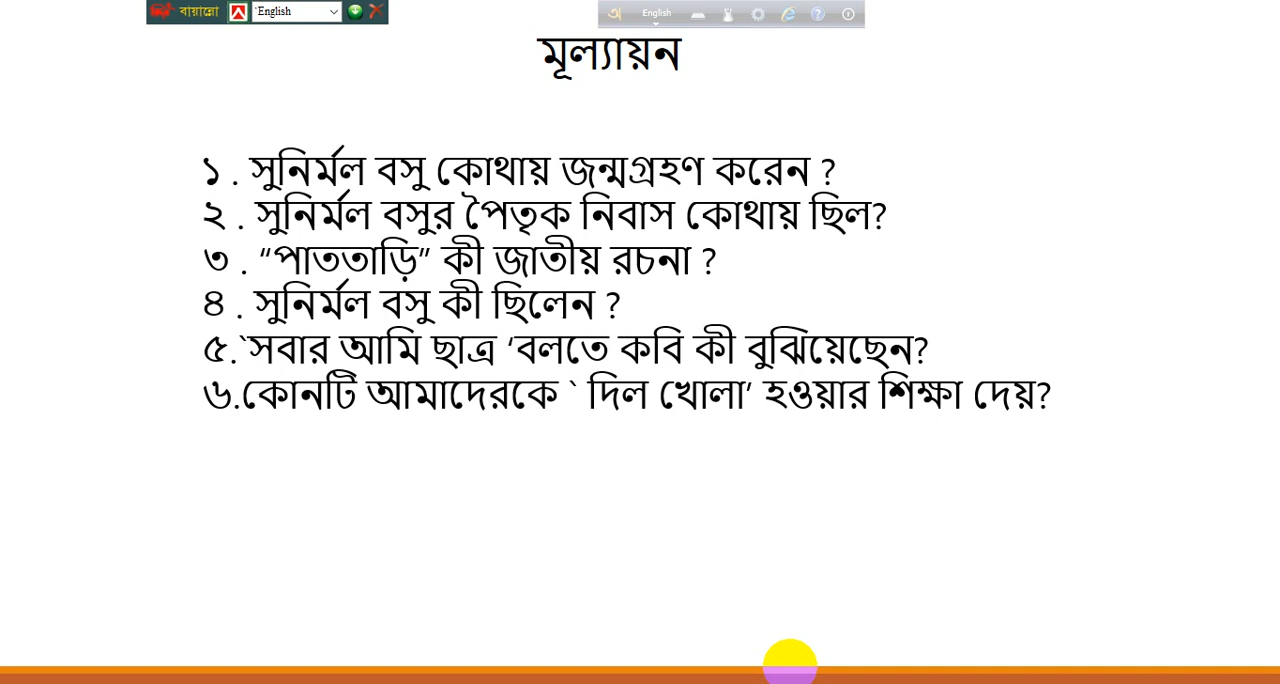 বায়ান্নো `English English
মূল্যায়ন
১ . সুনির্মল বসু কোথায় জন্মগ্রহণ করেন ?
২ . সুনির্মল বসুর পৈতৃক নিবাস কোথায় ছিল?
৩ . “পাততাড়ি” কী জাতীয় রচনা ?
৪ . সুনির্মল বসু কী ছিলেন ?
৫.`সবার আমি ছাত্র ‘বলতে কবি কী বুঝিয়েছেন?
৬.কোনটি আমাদেরকে ` দিল খোলা’ হওয়ার শিক্ষা দেয়?